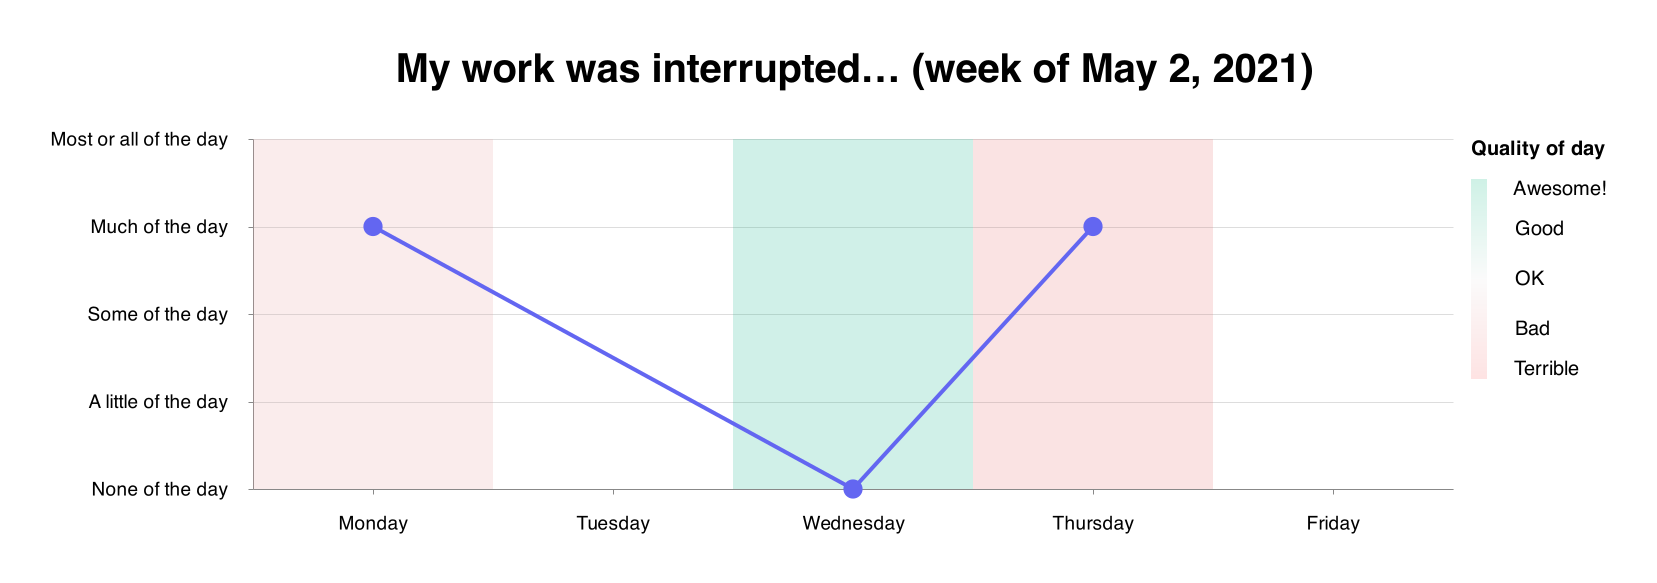 My work was interrupted… (week of May 2, 2021)
Most or all of the day
Much of the day
Some of the day
A little of the day
None of the day
Monday
Tuesday
Wednesday
Thursday
Friday
Quality of day
Awesome!
Good
OK
Bad
Terrible